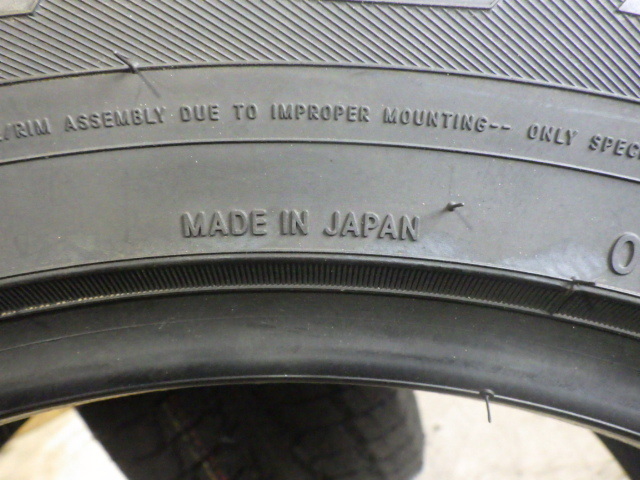 /RIM ASSEMBLY DUE TO IMPROPER MOUNTING-- ONLY SPEC
MADE IN JAPAN